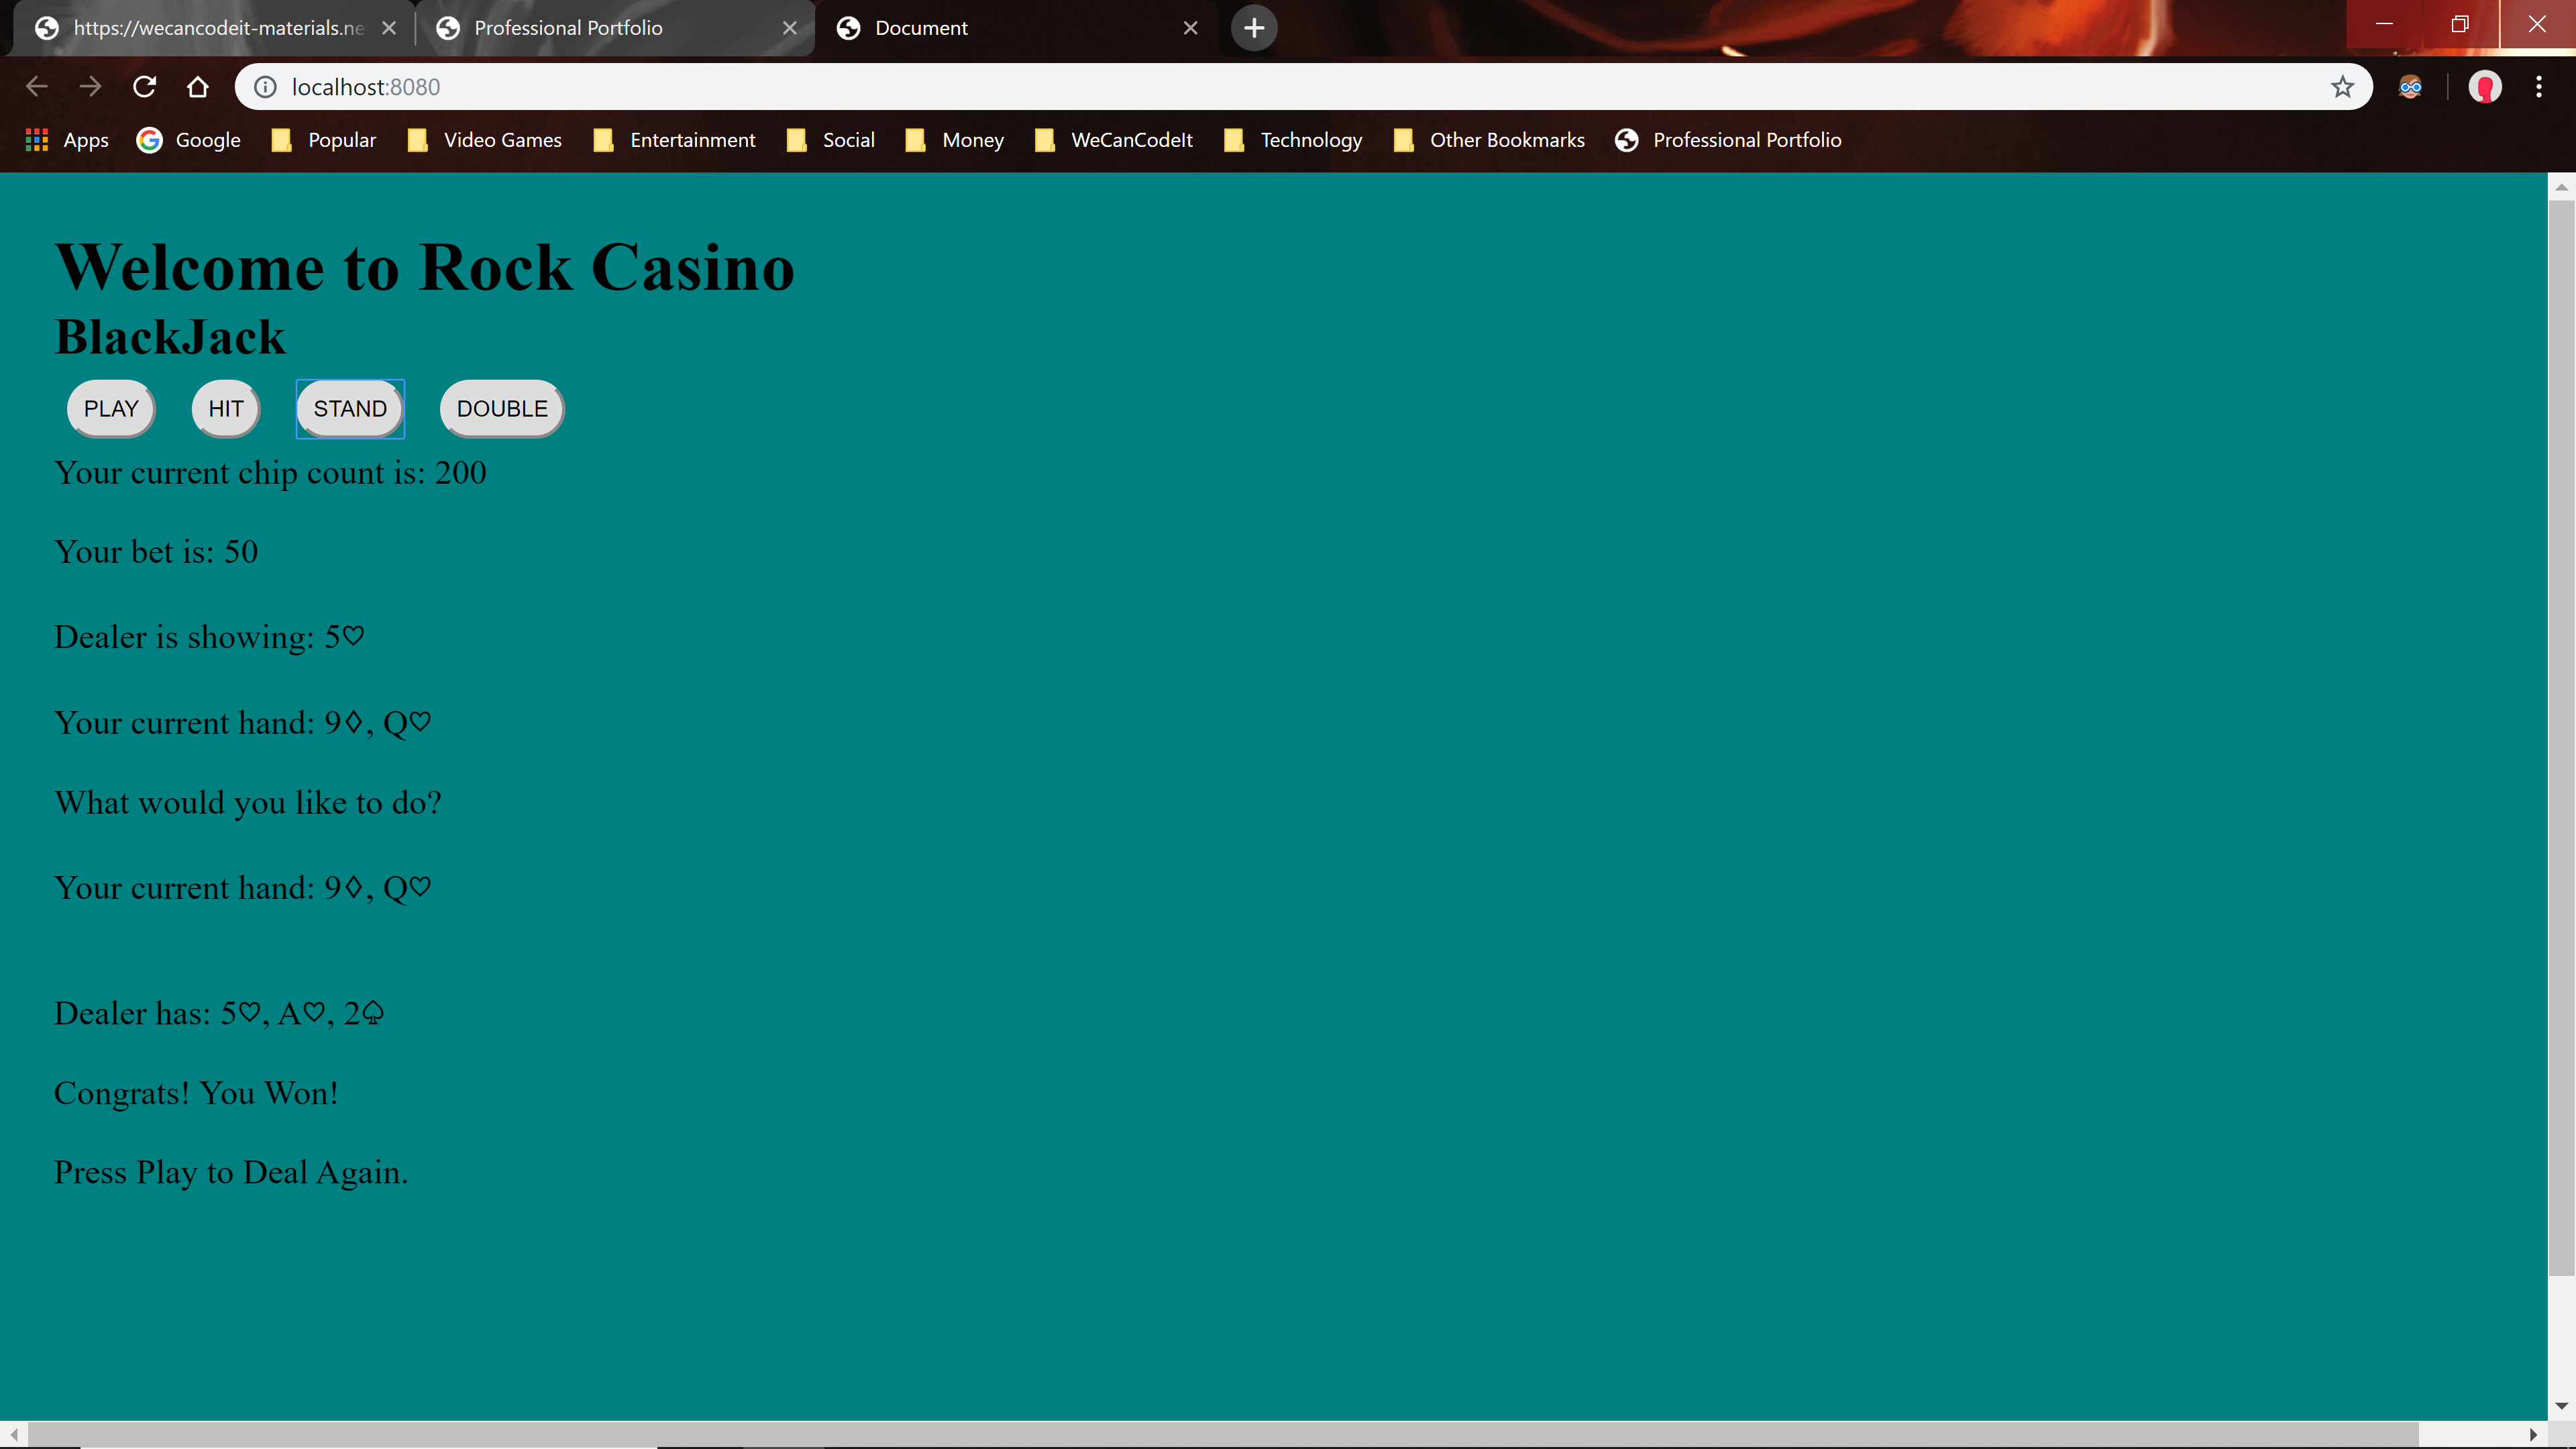 https://wecancodeit-materials.ne
Professional Portfolio
Document
localhost:8080
Apps
Google
Popular
Video Games
Entertainment
Social
Money
WeCanCodeIt
Technology
Other Bookmarks
Professional Portfolio
Welcome to Rock Casino
BlackJack
PLAY
HIT
STAND
DOUBLE
Your current chip count is: 200
Your bet is: 50
Dealer is showing: 5♡
Your current hand: 9♢, Q♡
What would you like to do?
Your current hand: 9♢, Q♡
Dealer has: 5♡, A♡, 2♤
Congrats! You Won!
Press Play to Deal Again.